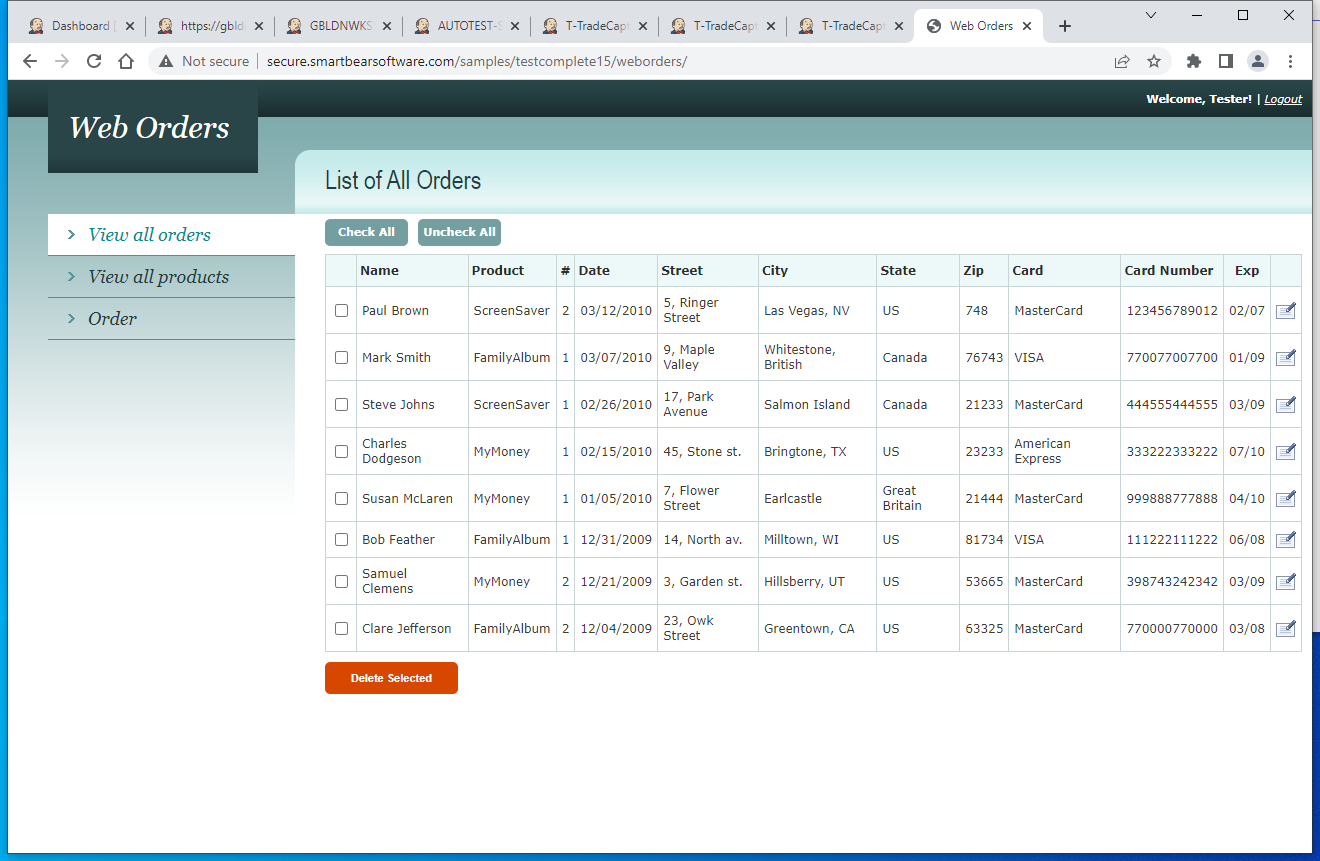 Dashboard [
https://gbld
GBLDNWKS
AUTOTEST-S
T-TradeCapt
T-TradeCapt
T-TradeCapt
Web Orders
Not secure
secure.smartbearsoftware.com/samples/testcomplete15/weborders/
Welcome, Tester! | Logout
Web Orders
List of All Orders
View all orders
View all products
Order
Check All Uncheck All
Name Product # Date Street City State Zip Card Card Number Exp
Paul Brown ScreenSaver 2 03/12/2010 5, Ringer Street Las Vegas, NV US 748 MasterCard 123456789012 02/07
Mark Smith FamilyAlbum 1 03/07/2010 9, Maple Valley Whitestone, British Canada 76743 VISA 770077007700 01/09
Steve Johns ScreenSaver 1 02/26/2010 17, Park Avenue Salmon Island Canada 21233 MasterCard 444555444555 03/09
Charles Dodgeson MyMoney 1 02/15/2010 45, Stone st. Bringtone, TX US 23233 American Express 333222333222 07/10
Susan McLaren MyMoney 1 01/05/2010 7, Flower Street Earlcastle Great Britain 21444 MasterCard 999888777888 04/10
Bob Feather FamilyAlbum 1 12/31/2009 14, North av. Milltown, WI US 81734 VISA 111222111222 06/08
Samuel Clemens MyMoney 2 12/21/2009 3, Garden st. Hillsberry, UT US 53665 MasterCard 398743242342 03/09
Clare Jefferson FamilyAlbum 2 12/04/2009 23, Owk Street Greentown, CA US 63325 MasterCard 770000770000 03/08
Delete Selected